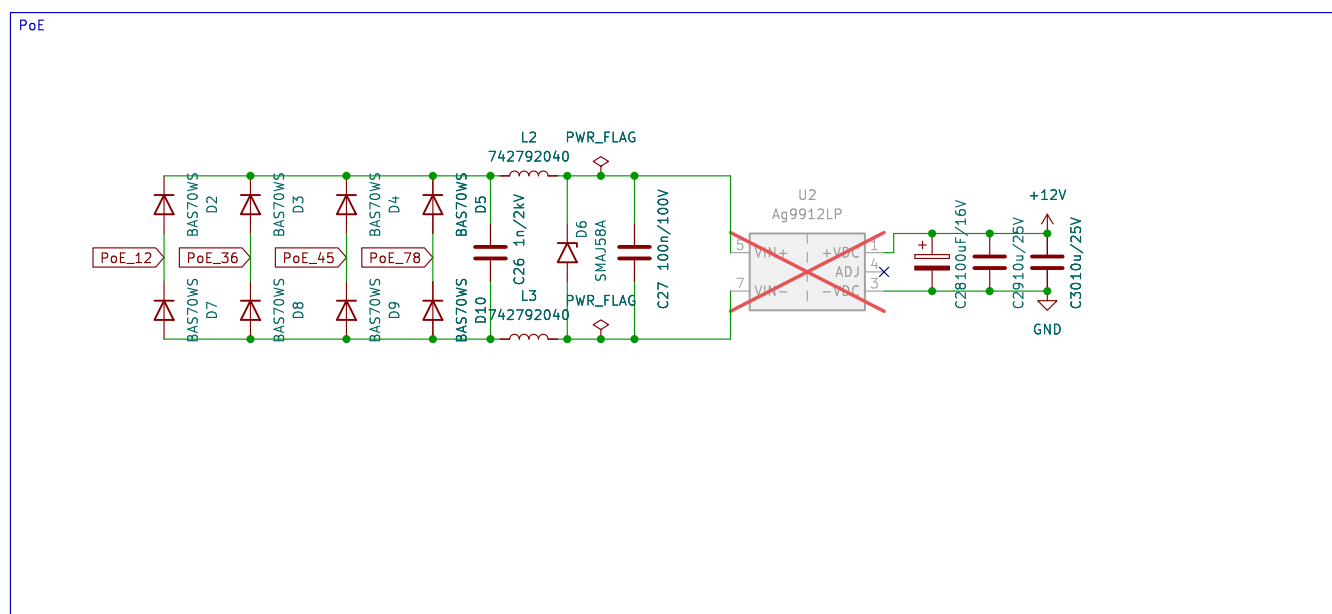 PoE
L2
742792040
PWR_FLAG
BAS70WS
D2
BAS70WS
D3
BAS70WS
D4
BAS70WS
D5
PoE_12
PoE_36
PoE_45
PoE_78
C26 1n/2kV
D6
SMAJ58A
C27 100n/100V
U2
Ag9912LP
5
VIN+
7
VIN-
+VDC
1
ADJ
4
-VDC
3
+
C28100uF/16V
C2910u/25V
C3010u/25V
+12V
GND
BAS70WS
D7
BAS70WS
D8
BAS70WS
D9
BAS70WS
D10
L3
742792040
PWR_FLAG